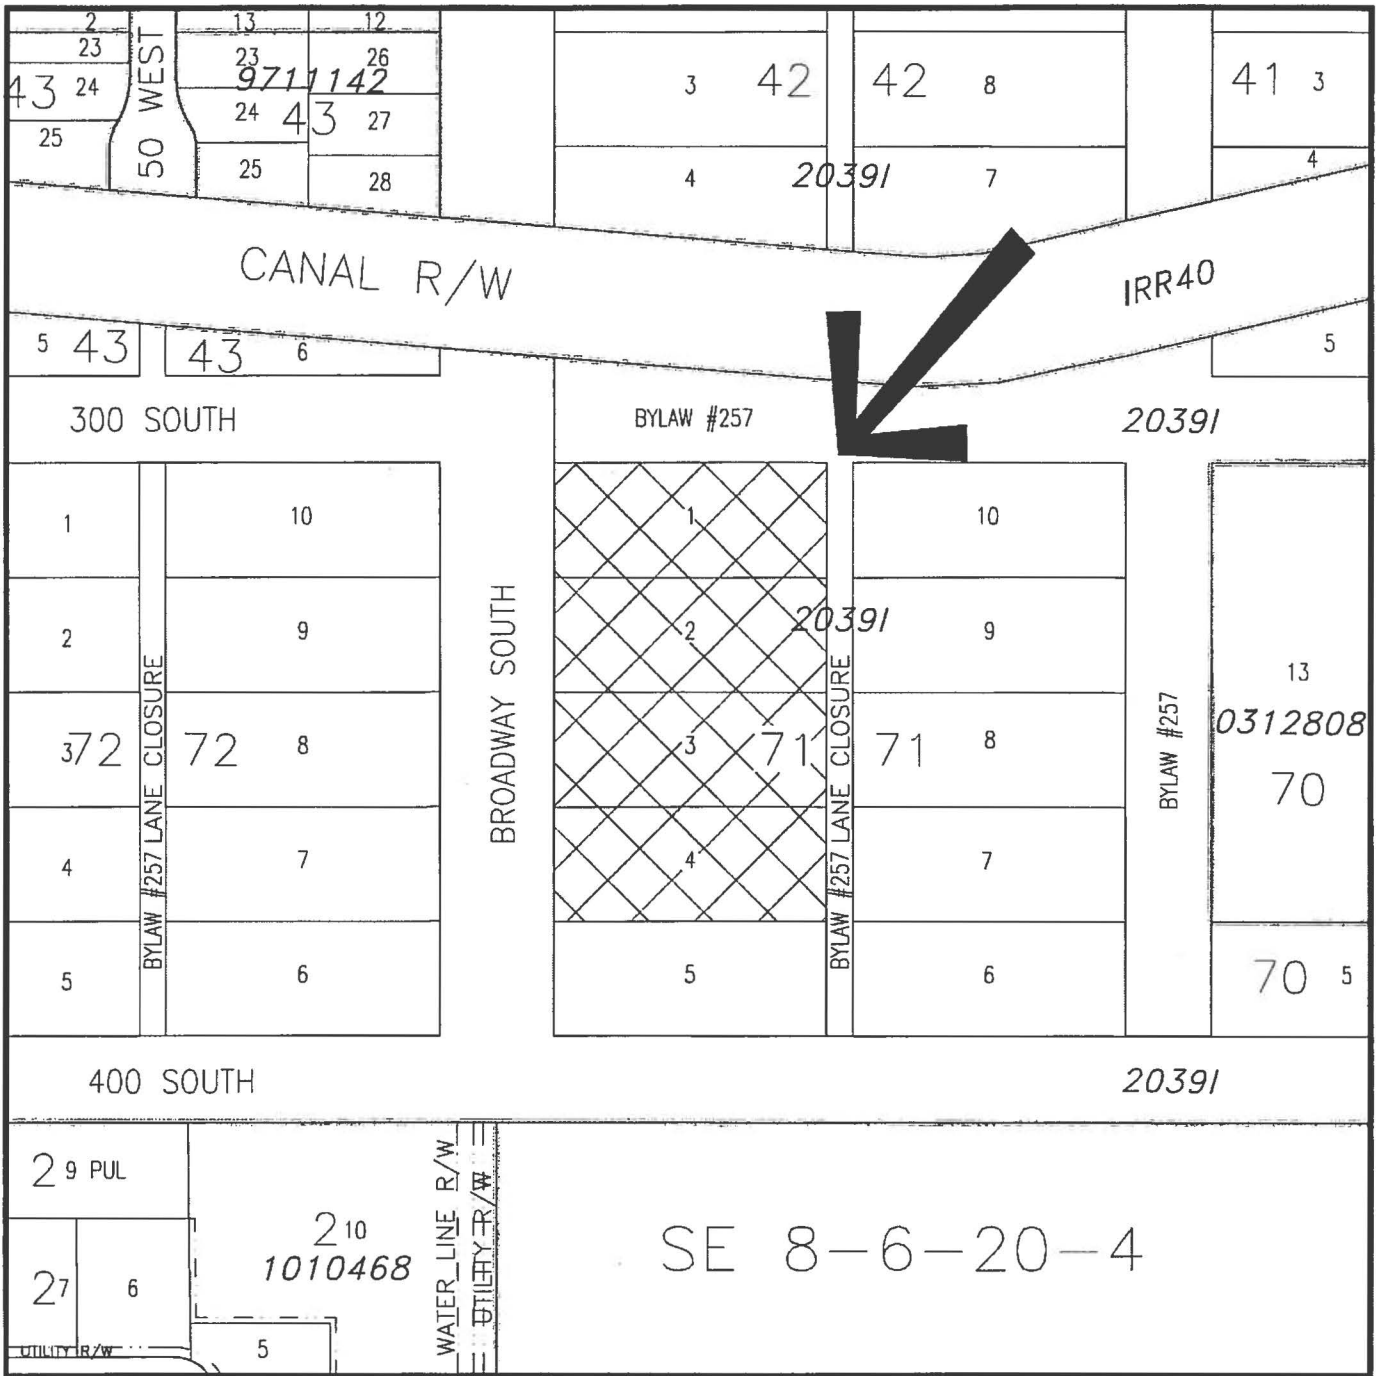 2
13
12
23
23
26
43 24
9711142
3 42
42 8
41 3
50 WEST
24 43 27
25
25
28
4
2039I
7
4
CANAL R/W
IRR40
5 43
43 6
5
300 SOUTH
BYLAW #257
2039I
1
10
1
10
2
9
2
2039I
9
BYLAW #257 LANE CLOSURE
BROADWAY SOUTH
BYLAW #257 LANE CLOSURE
BYLAW #257
13
0312808
70
3 72
72 8
3 71
71 8
4
7
4
7
5
6
5
6
70 5
400 SOUTH
2039I
2 9 PUL
2 10
1010468
WATER LINE R/W
UTILITY R/W
SE 8-6-20-4
2 7
6
UTILITY R/W
5